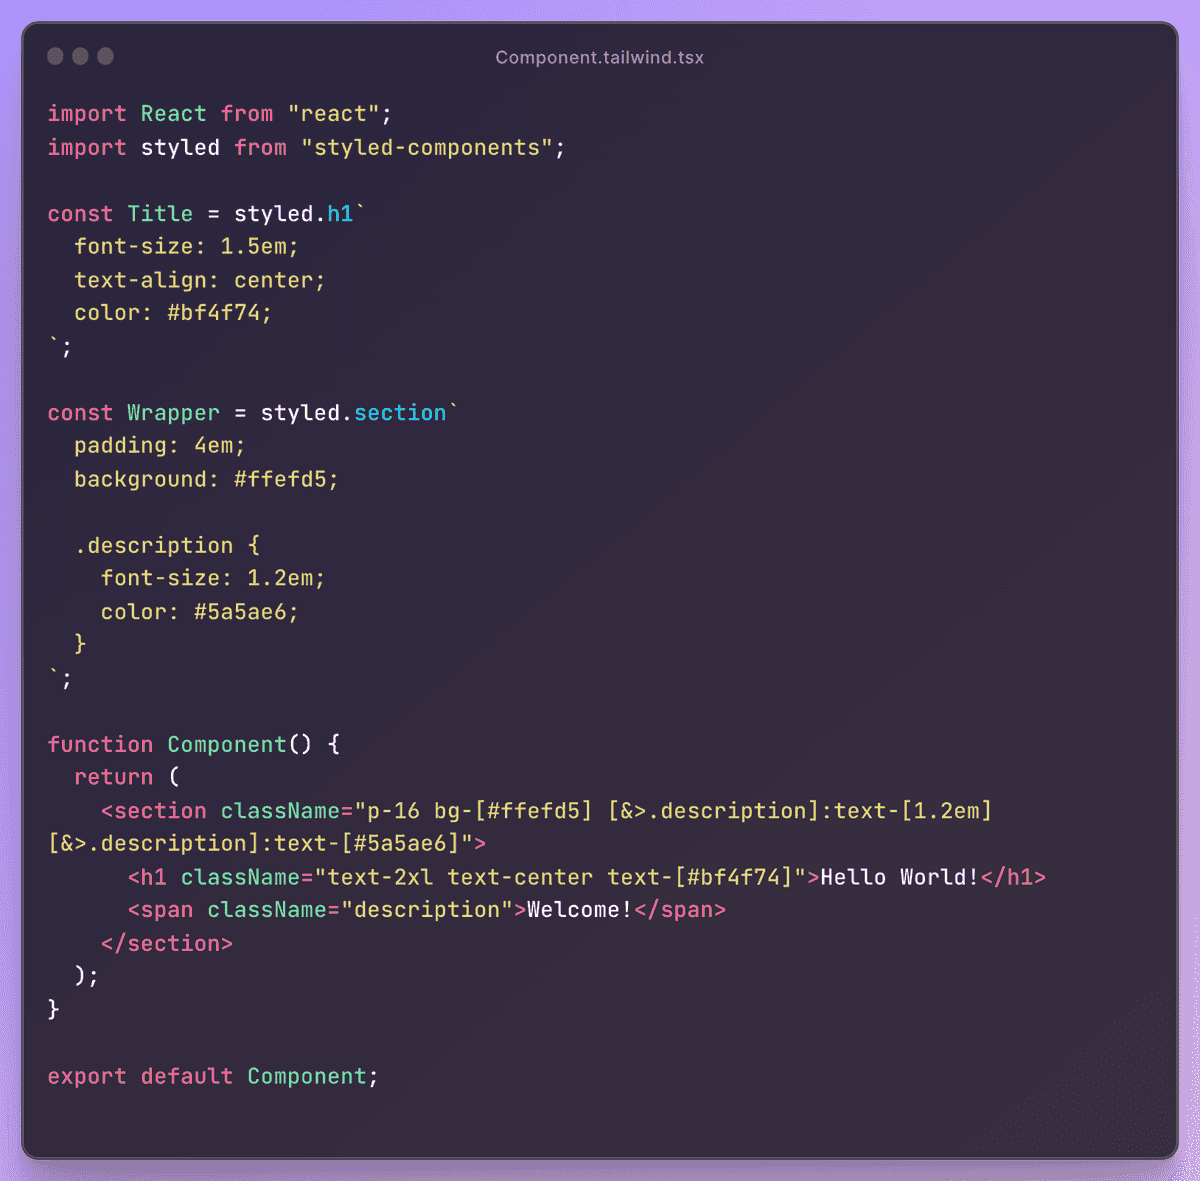 Component.tailwind.tsx
import React from "react";
import styled from "styled-components";
const Title = styled.h1`
  font-size: 1.5em;
  text-align: center;
  color: #bf4f74;
`;
const Wrapper = styled.section`
  padding: 4em;
  background: #ffefd5;
  .description {
    font-size: 1.2em;
    color: #5a5ae6;
  }
`;
function Component() {
  return (
    <section className="p-16 bg-[#ffefd5] [&>.description]:text-[1.2em]
[&>.description]:text-[#5a5ae6]">
      <h1 className="text-2xl text-center text-[#bf4f74]">Hello World!</h1>
      <span className="description">Welcome!</span>
    </section>
  );
}
export default Component;